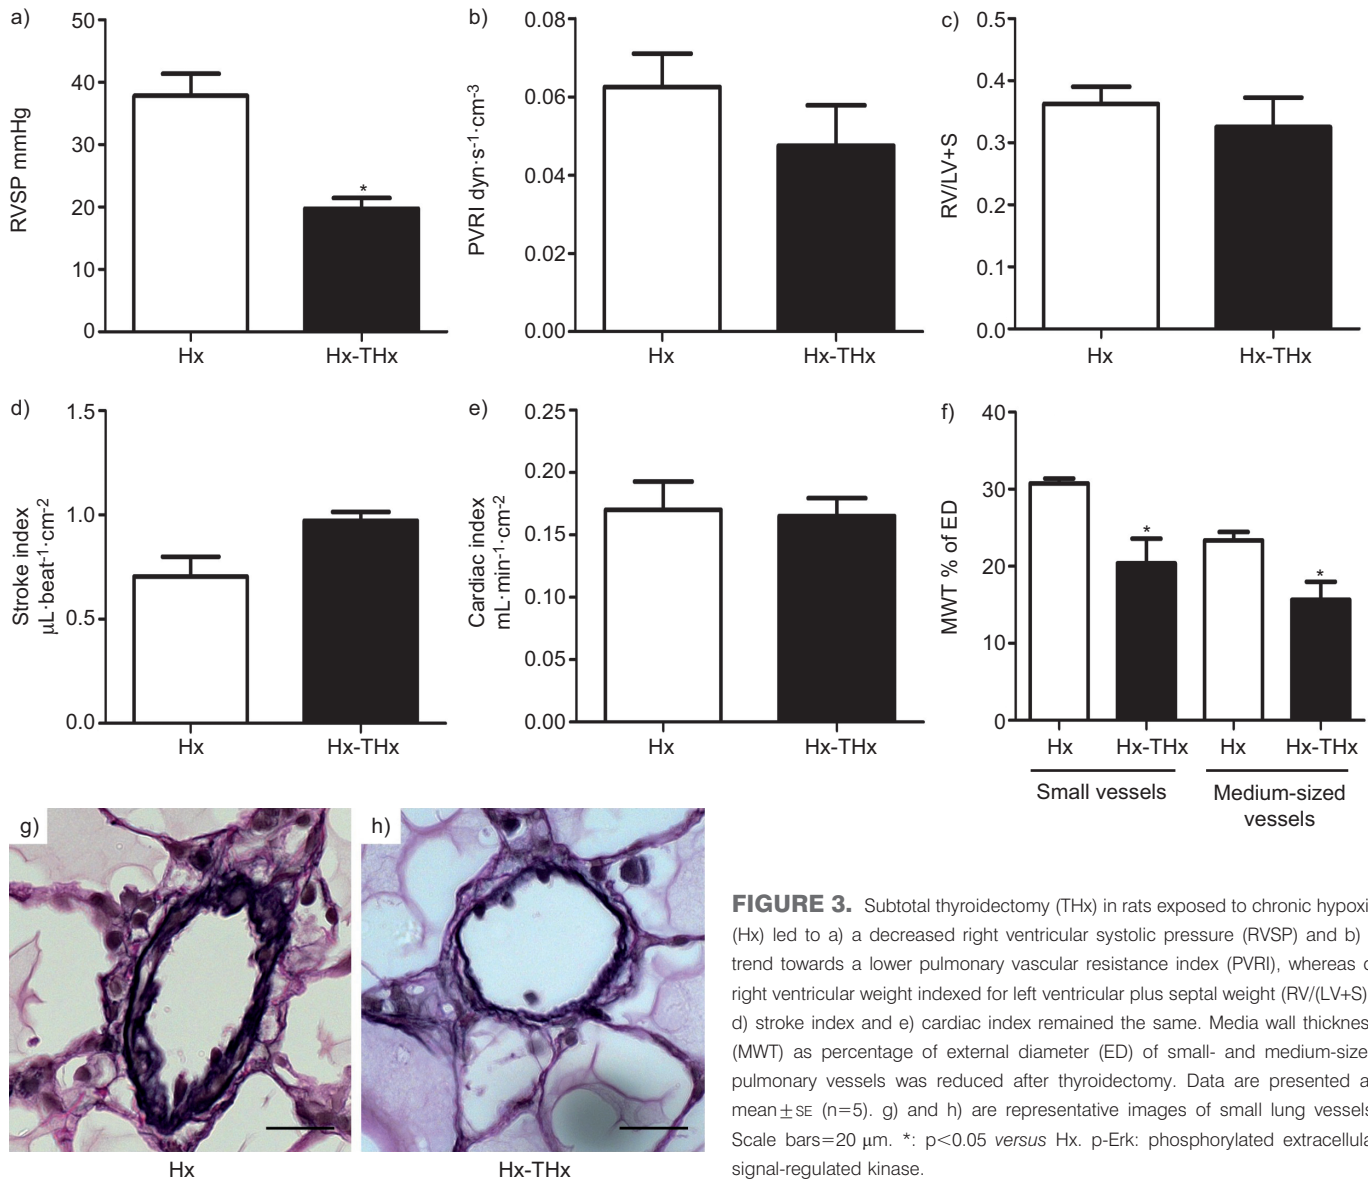 a)
50
40
30
20
10
0
RVSP mmHg
*
Hx
Hx-THx
b)
0.08
0.06
0.04
0.02
0.00
PVRI dyn·s⁻¹·cm⁻³
Hx
Hx-THx
c)
0.5
0.4
0.3
0.2
0.1
0.0
RV/LV+S
Hx
Hx-THx
d)
1.5
1.0
0.5
0.0
Stroke index
µL·beat⁻¹·cm⁻²
Hx
Hx-THx
e)
0.25
0.20
0.15
0.10
0.05
0.00
Cardiac index
mL·min⁻¹·cm⁻²
Hx
Hx-THx
f)
40
30
20
10
0
MWT % of ED
*
*
Hx
Hx-THx
Hx
Hx-THx
Small vessels
Medium-sized
vessels
g)
Hx
h)
Hx-THx
FIGURE 3. Subtotal thyroidectomy (THx) in rats exposed to chronic hypoxi
(Hx) led to a) a decreased right ventricular systolic pressure (RVSP) and b)
trend towards a lower pulmonary vascular resistance index (PVRI), whereas
right ventricular weight indexed for left ventricular plus septal weight (RV/(LV+S)
d) stroke index and e) cardiac index remained the same. Media wall thicknes
(MWT) as percentage of external diameter (ED) of small- and medium-size
pulmonary vessels was reduced after thyroidectomy. Data are presented a
mean±SE (n=5). g) and h) are representative images of small lung vessels
Scale bars=20 µm. *: p<0.05 versus Hx. p-Erk: phosphorylated extracellula
signal-regulated kinase.